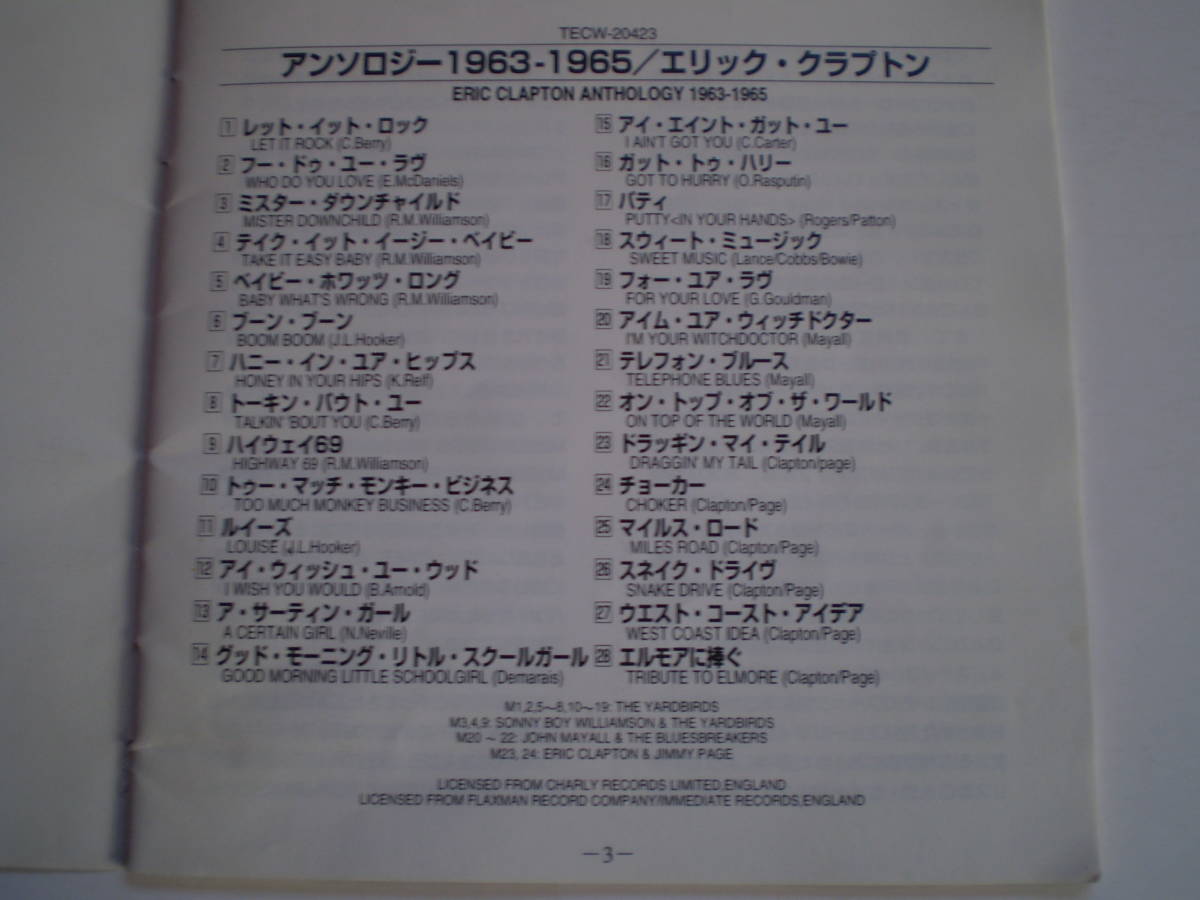 TECW-20423
アンソロジー1963-1965/エリック・クラプトン
ERIC CLAPTON ANTHOLOGY 1963-1965
1 レット・イット・ロック
LET IT ROCK (C.Berry)
2 フー・ドゥ・ユー・ラヴ
WHO DO YOU LOVE (E.McDaniels)
3 ミスター・ダウンチャイルド
MISTER DOWNCHILD (R.M.Williamson)
4 テイク・イット・イージー・ベイビー
TAKE IT EASY BABY (R.M.Williamson)
5 ベイビー・ホワッツ・ロング
BABY WHAT'S WRONG (R.M.Williamson)
6 ブーン・ブーン
BOOM BOOM (J.L.Hooker)
7 ハニー・イン・ユア・ヒップス
HONEY IN YOUR HIPS (K.Relf)
8 トーキン・バウト・ユー
TALKIN' 'BOUT YOU (C.Berry)
9 ハイウェイ69
HIGHWAY 69 (R.M.Williamson)
10 トゥー・マッチ・モンキー・ビジネス
TOO MUCH MONKEY BUSINESS (C.Berry)
11 ルイーズ
LOUISE (J.L.Hooker)
12 アイ・ウィッシュ・ユー・ウッド
I WISH YOU WOULD (B.Arnold)
13 ア・サーティン・ガール
A CERTAIN GIRL (N.Neville)
14 グッド・モーニング・リトル・スクールガール
GOOD MORNING LITTLE SCHOOLGIRL (Demarais)
15 アイ・エイント・ガット・ユー
I AIN'T GOT YOU (C.Carter)
16 ガット・トゥ・ハリー
GOT TO HURRY (O.Rasputin)
17 パティ
PUTTY<IN YOUR HANDS> (Rogers/Patton)
18 スウィート・ミュージック
SWEET MUSIC (Lance/Cobbs/Bowie)
19 フォー・ユア・ラヴ
FOR YOUR LOVE (G.Gouldman)
20 アイム・ユア・ウィッチドクター
I'M YOUR WITCHDOCTOR (Mayall)
21 テレフォン・ブルース
TELEPHONE BLUES (Mayall)
22 オン・トップ・オブ・ザ・ワールド
ON TOP OF THE WORLD (Mayall)
23 ドラッギン・マイ・テイル
DRAGGIN' MY TAIL (Clapton/page)
24 チョーカー
CHOKER (Clapton/Page)
25 マイルス・ロード
MILES ROAD (Clapton/Page)
26 スネイク・ドライヴ
SNAKE DRIVE (Clapton/Page)
27 ウエスト・コースト・アイデア
WEST COAST IDEA (Clapton/Page)
28 エルモアに捧ぐ
TRIBUTE TO ELMORE (Clapton/Page)
M1,2,5～8,10～19: THE YARDBIRDS
M3,4,9: SONNY BOY WILLIAMSON & THE YARDBIRDS
M20 ～ 22: JOHN MAYALL & THE BLUESBREAKERS
M23, 24: ERIC CLAPTON & JIMMY PAGE
LICENSED FROM CHARLY RECORDS LIMITED,ENGLAND
LICENSED FROM FLAXMAN RECORD COMPANY/IMMEDIATE RECORDS,ENGLAND
—3—